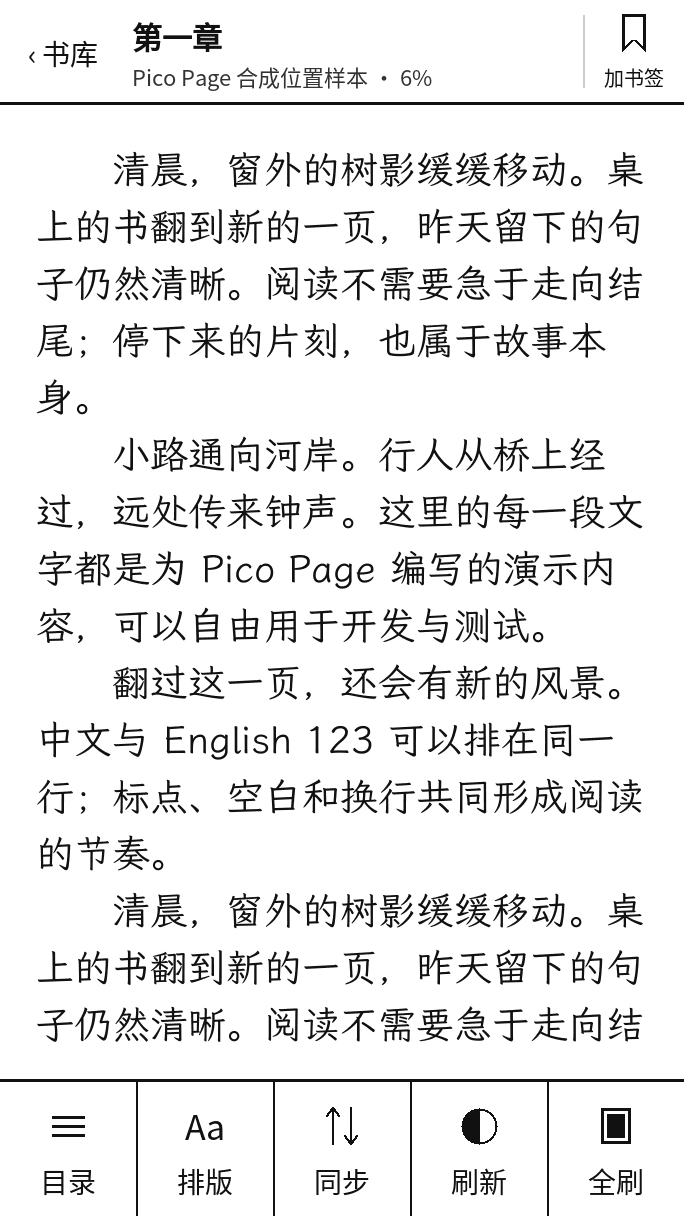 ‹ 书库
第一章
Pico Page 合成位置样本 · 6%
加书签
清晨，窗外的树影缓缓移动。桌
上的书翻到新的一页，昨天留下的句
子仍然清晰。阅读不需要急于走向结
尾；停下来的片刻，也属于故事本
身。
小路通向河岸。行人从桥上经
过，远处传来钟声。这里的每一段文
字都是为 Pico Page 编写的演示内
容，可以自由用于开发与测试。
翻过这一页，还会有新的风景。
中文与 English 123 可以排在同一
行；标点、空白和换行共同形成阅读
的节奏。
清晨，窗外的树影缓缓移动。桌
上的书翻到新的一页，昨天留下的句
子仍然清晰。阅读不需要急于走向结
目录
Aa
排版
同步
刷新
全刷